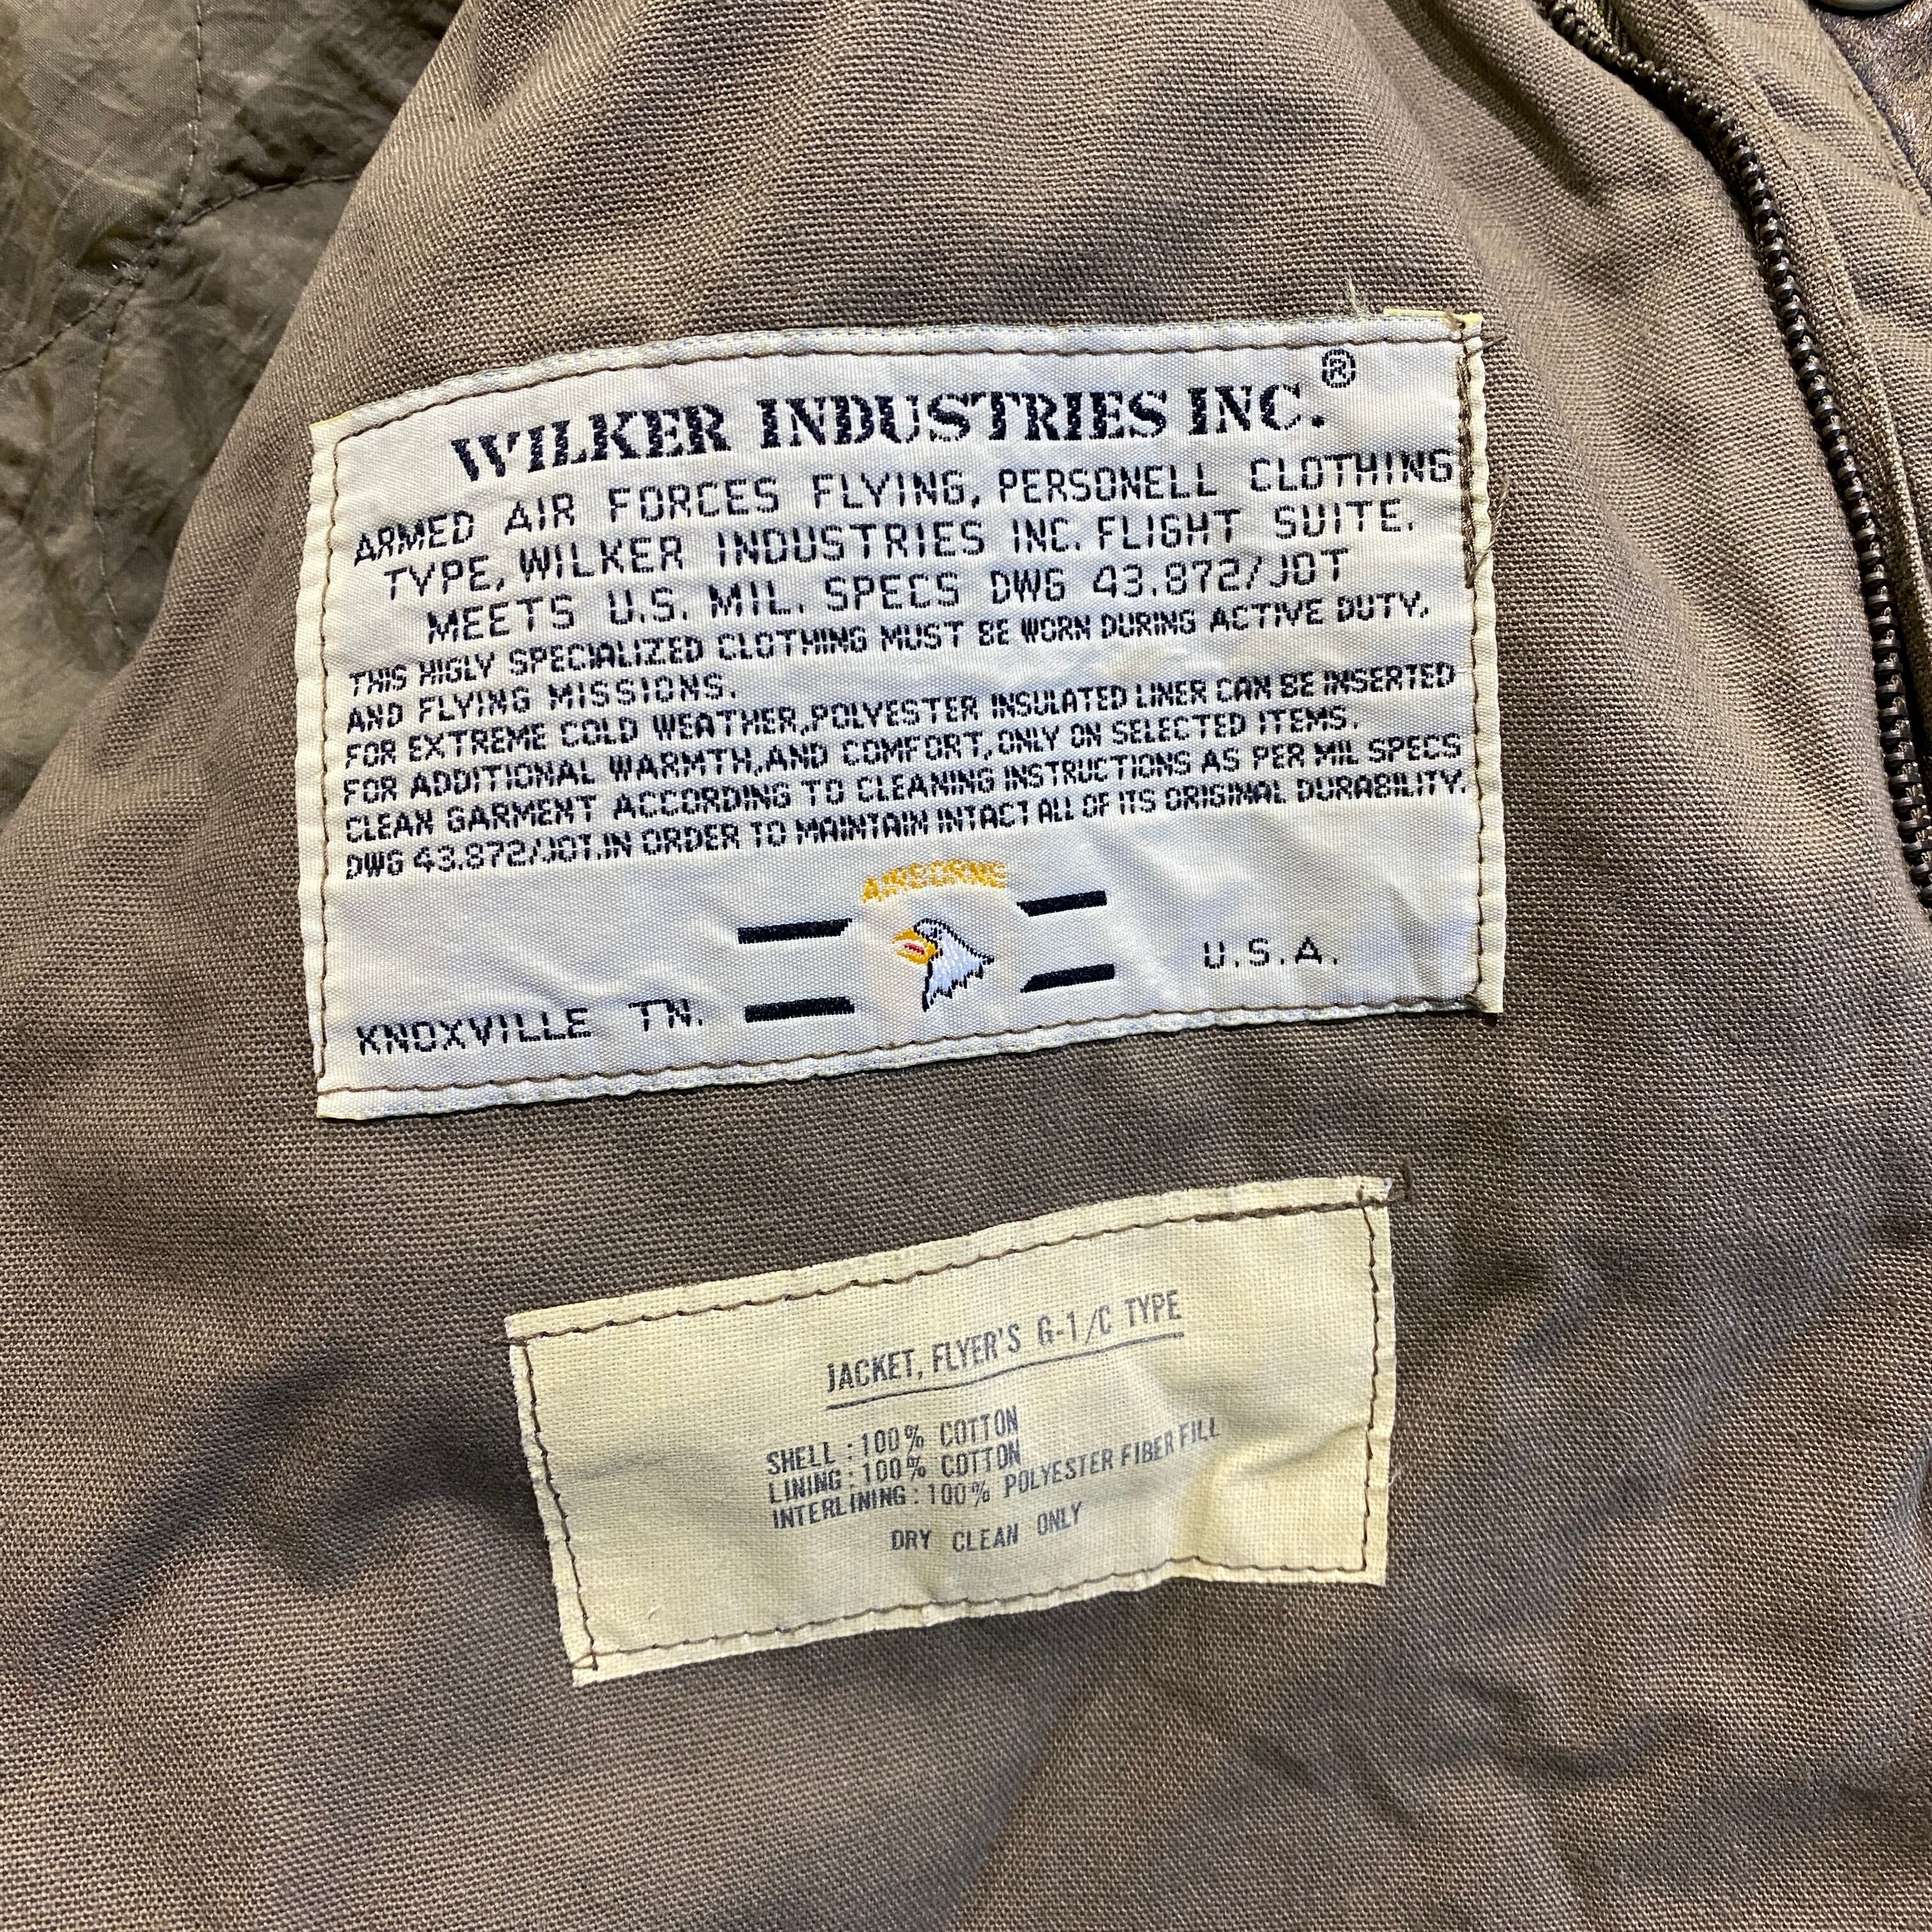 WILKER INDUSTRIES INC.®
ARMED AIR FORCES FLYING, PERSONELL CLOTHING
TYPE, WILKER INDUSTRIES INC. FLIGHT SUITE.
MEETS U.S. MIL. SPECS DWG 43.872/JOT
THIS HIGLY SPECIALIZED CLOTHING MUST BE WORN DURING ACTIVE DUTY,
AND FLYING MISSIONS.
FOR EXTREME COLD WEATHER, POLYESTER INSULATED LINER CAN BE INSERTED
FOR ADDITIONAL WARMTH, AND COMFORT, ONLY ON SELECTED ITEMS.
CLEAN GARMENT ACCORDING TO CLEANING INSTRUCTIONS AS PER MIL SPECS
DWG 43.872/JOT. IN ORDER TO MAINTAIN INTACT ALL OF ITS ORIGINAL DURABILITY.
AIRBORNE
KNOXVILLE TN.
U.S.A.
JACKET, FLYER'S G-1/C TYPE
SHELL : 100% COTTON
LINING : 100% COTTON
INTERLINING : 100% POLYESTER FIBER FILL
DRY CLEAN ONLY